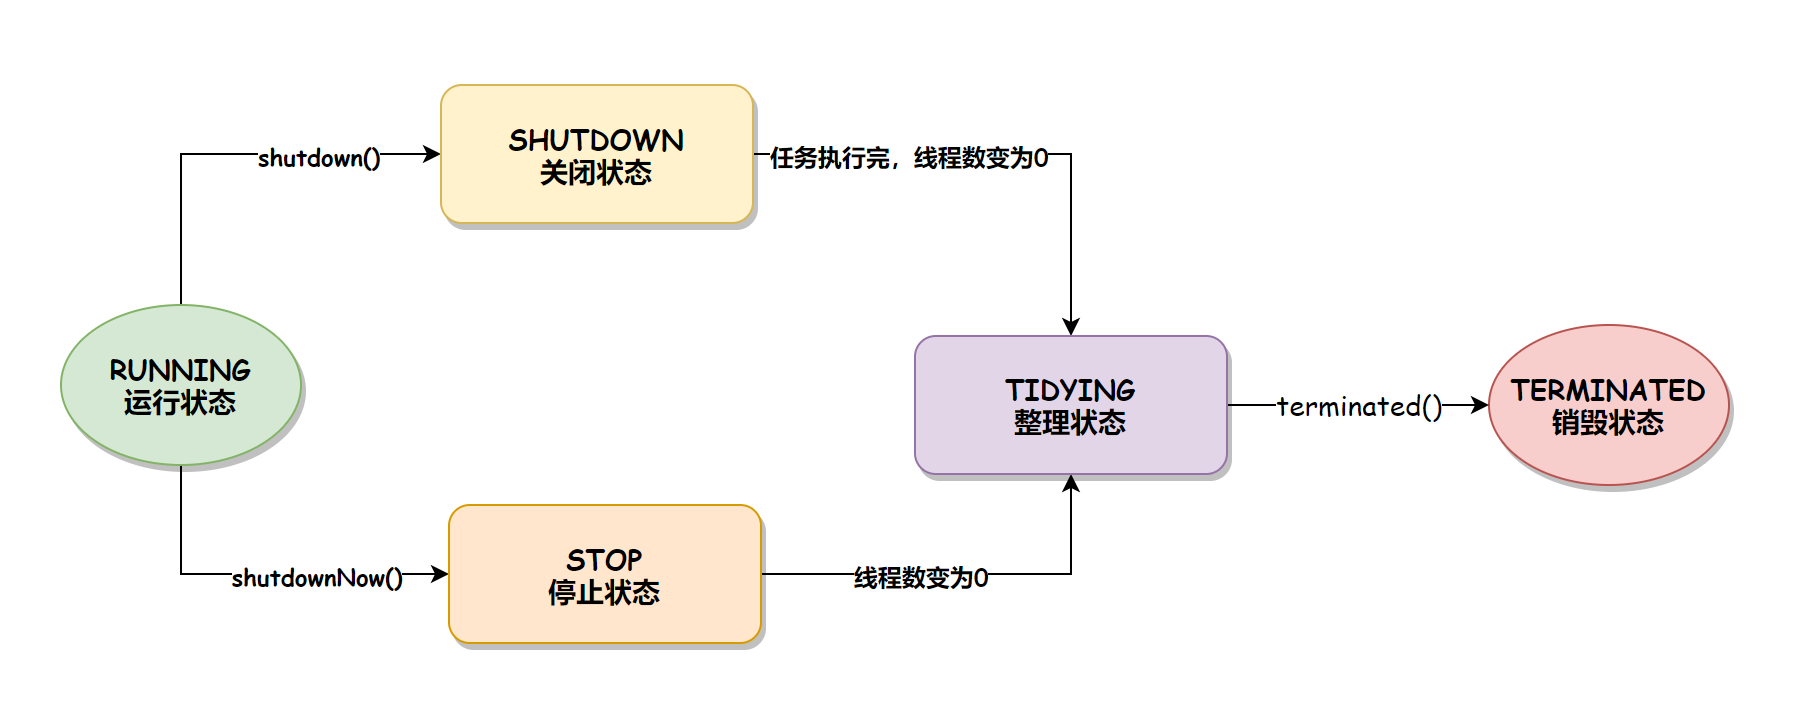 SHUTDOWN
关闭状态
shutdown()
任务执行完，线程数变为0
RUNNING
运行状态
TIDYING
整理状态
terminated()
TERMINATED
销毁状态
STOP
停止状态
shutdownNow()
线程数变为0